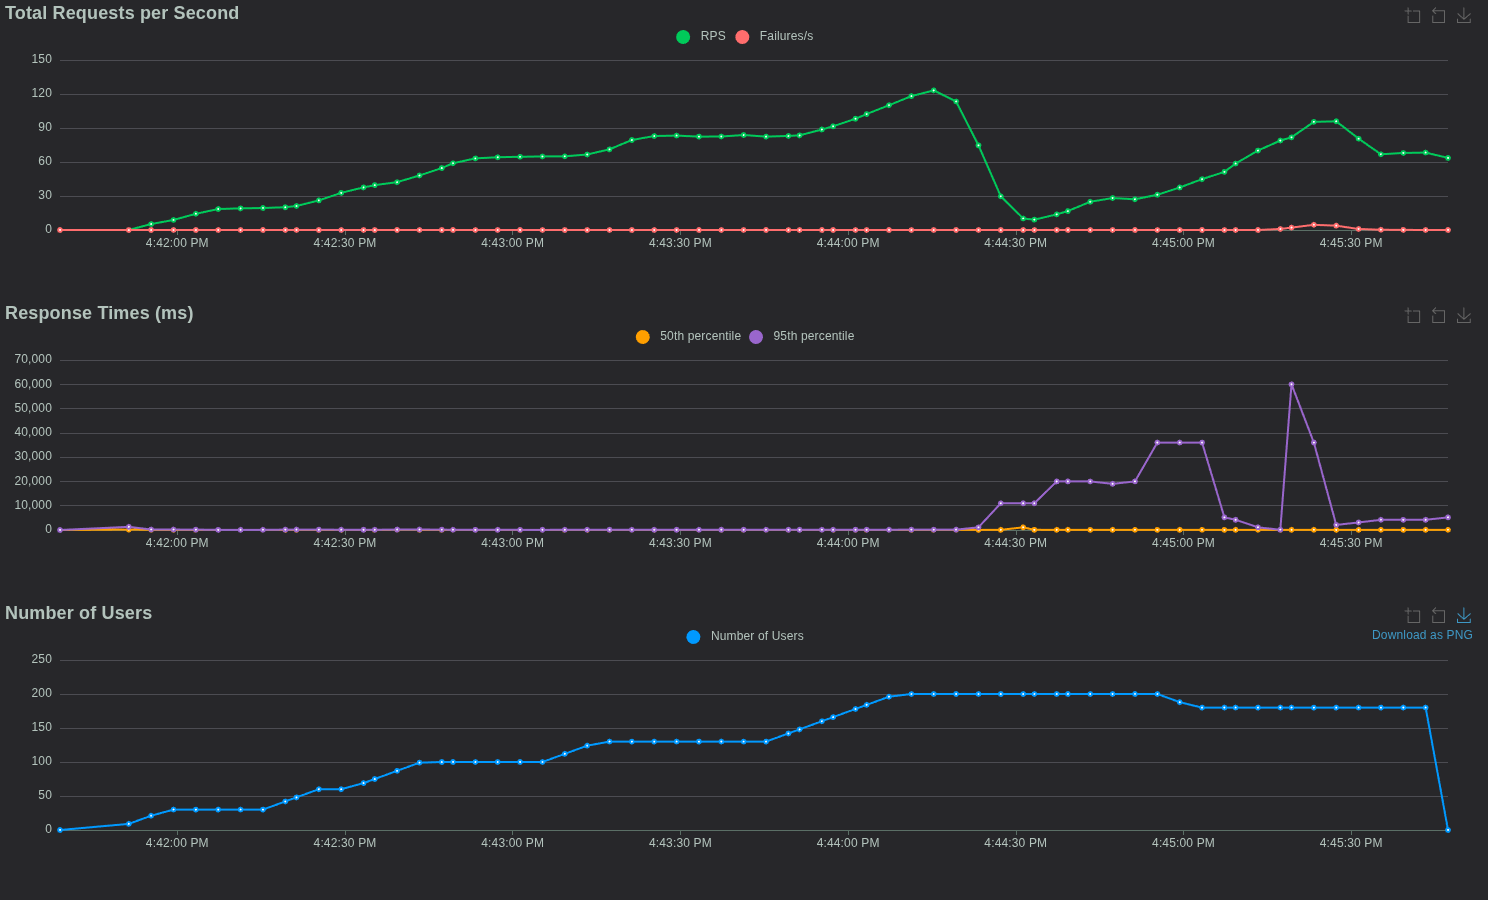 Total Requests per Second
RPS Failures/s
150
120
90
60
30
0
4:42:00 PM 4:42:30 PM 4:43:00 PM 4:43:30 PM 4:44:00 PM 4:44:30 PM 4:45:00 PM 4:45:30 PM
Response Times (ms)
50th percentile 95th percentile
70,000
60,000
50,000
40,000
30,000
20,000
10,000
0
4:42:00 PM 4:42:30 PM 4:43:00 PM 4:43:30 PM 4:44:00 PM 4:44:30 PM 4:45:00 PM 4:45:30 PM
Number of Users
Number of Users
Download as PNG
250
200
150
100
50
0
4:42:00 PM 4:42:30 PM 4:43:00 PM 4:43:30 PM 4:44:00 PM 4:44:30 PM 4:45:00 PM 4:45:30 PM